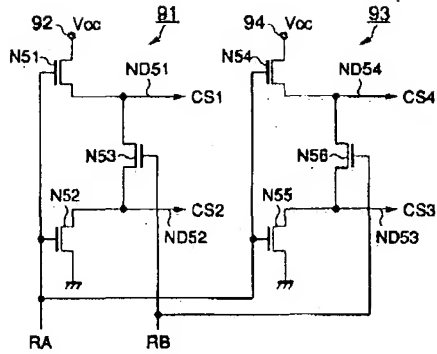 92 Vcc 91
N51
ND51
CS1
N53
N52
CS2
ND52
94 Vcc 93
N54
ND54
CS4
N56
N55
CS3
ND53
RA
RB